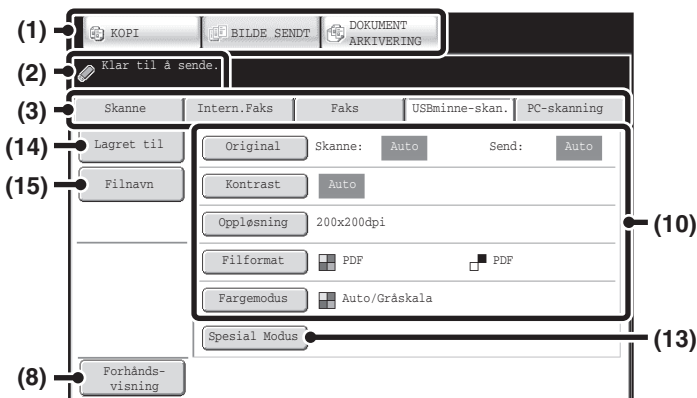 (1) KOPI BILDE SENDT DOKUMENT
ARKIVERING
(2) Klar til å sende.
(3) Skanne Intern.Faks Faks USBminne-skan. PC-skanning
(14) Lagret til Original Skanne: Auto Send: Auto
(15) Filnavn Kontrast Auto
Oppløsning 200x200dpi (10)
Filformat PDF PDF
Fargemodus Auto/Gråskala
Spesial Modus (13)
(8) Forhånds-
visning